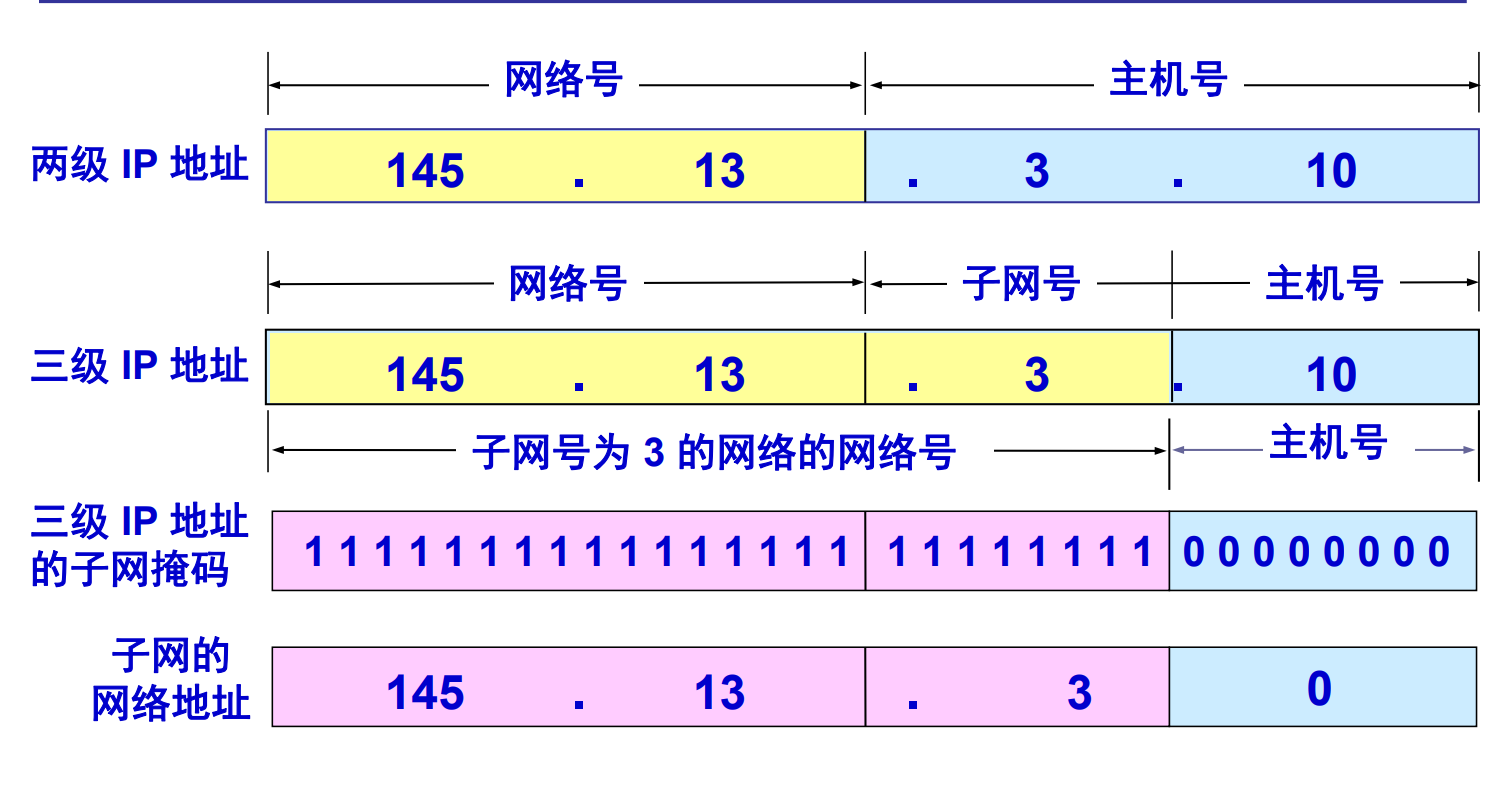 网络号 主机号
两级 IP 地址 145 . 13 . 3 . 10
网络号 子网号 主机号
三级 IP 地址 145 . 13 . 3 . 10
子网号为 3 的网络的网络号 主机号
三级 IP 地址
的子网掩码 1 1 1 1 1 1 1 1 1 1 1 1 1 1 1 1 1 1 1 1 1 1 1 1 0 0 0 0 0 0 0 0
子网的
网络地址 145 . 13 . 3 0